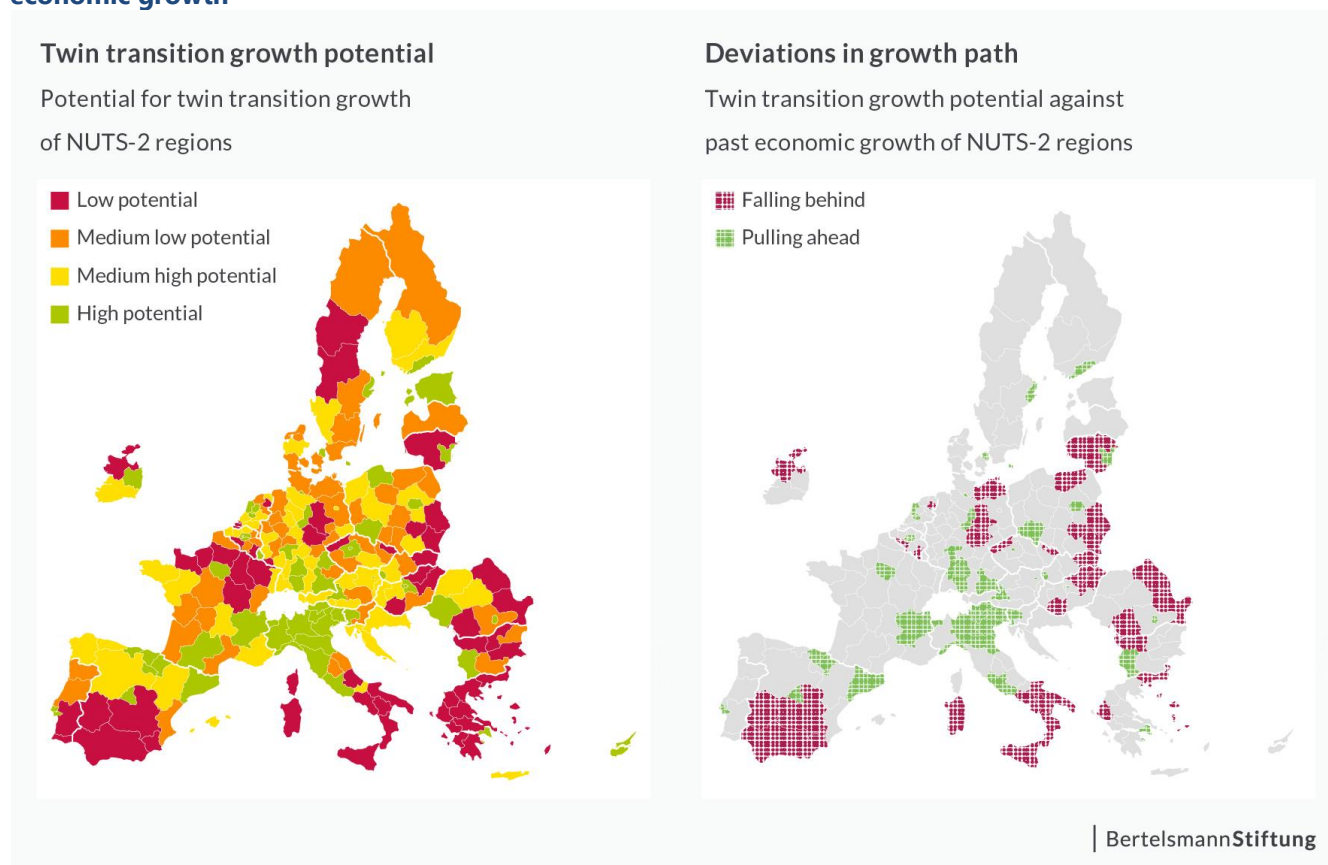 economic growth
Twin transition growth potential
Potential for twin transition growth
of NUTS-2 regions
Low potential
Medium low potential
Medium high potential
High potential
Deviations in growth path
Twin transition growth potential against
past economic growth of NUTS-2 regions
Falling behind
Pulling ahead
BertelsmannStiftung